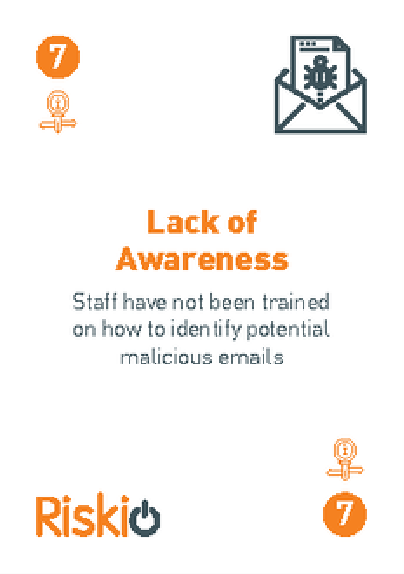 7
Lack of
Awareness
Staff have not been trained
on how to identify potential
malicious emails
Riskio
7